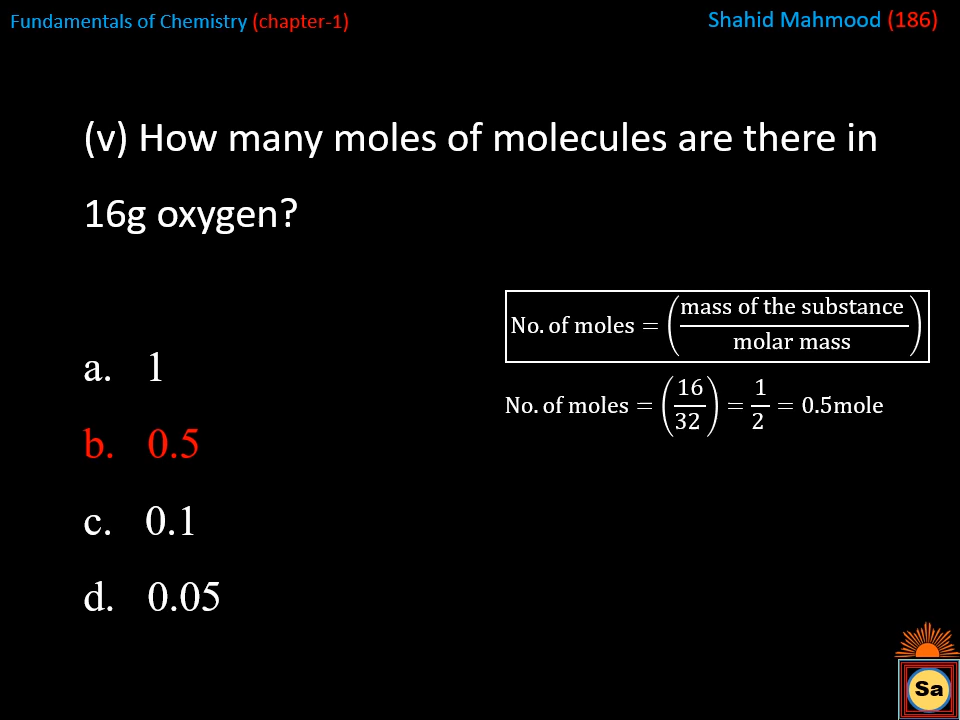 Fundamentals of Chemistry (chapter-1)
Shahid Mahmood (186)
(v) How many moles of molecules are there in
16g oxygen?
No. of moles = (mass of the substance / molar mass)
a. 1
No. of moles = (16/32) = 1/2 = 0.5mole
b. 0.5
c. 0.1
d. 0.05
Sa